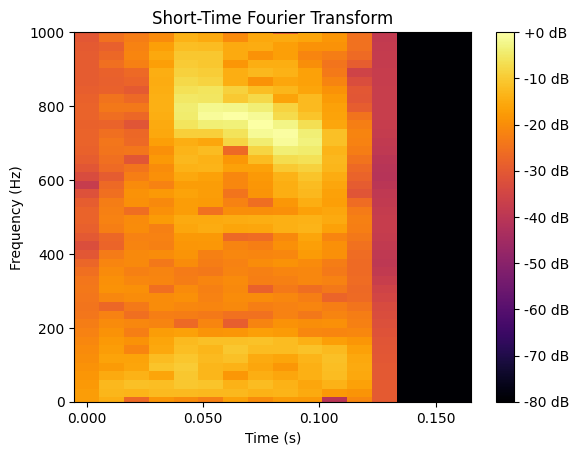 Short-Time Fourier Transform
1000
800
600
400
200
0
Frequency (Hz)
0.000
0.050
0.100
0.150
Time (s)
+0 dB
-10 dB
-20 dB
-30 dB
-40 dB
-50 dB
-60 dB
-70 dB
-80 dB